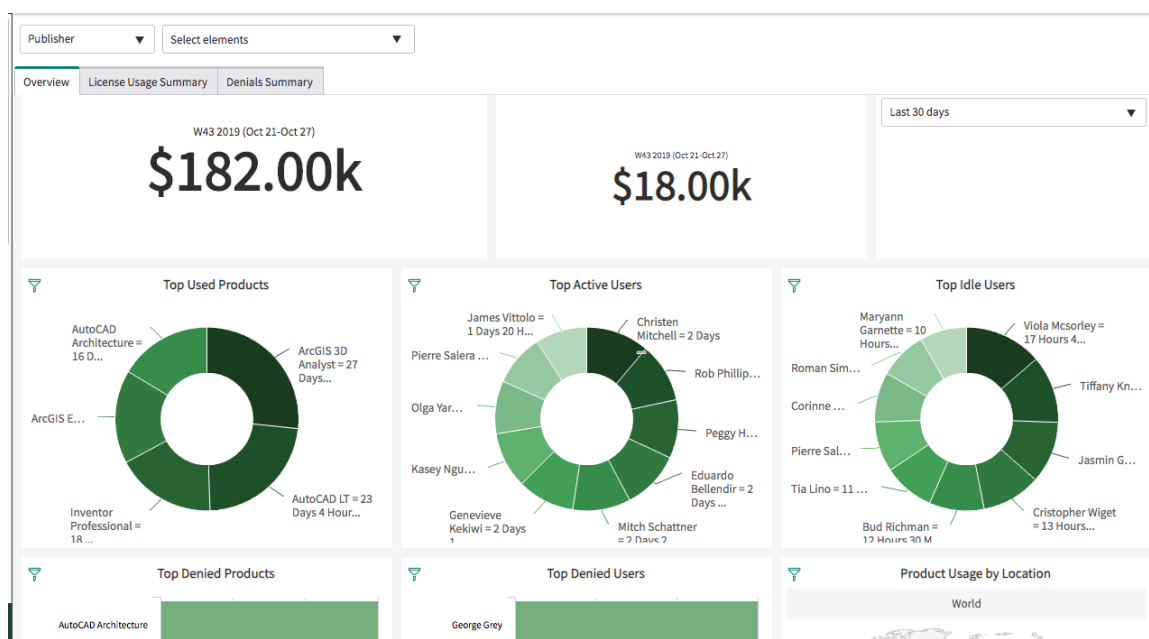 Publisher
Select elements
Overview
License Usage Summary
Denials Summary
W43 2019 (Oct 21-Oct 27)
$182.00k
W43 2019 (Oct 21-Oct 27)
$18.00k
Last 30 days
Top Used Products
AutoCAD
Architecture =
16 D...
ArcGIS 3D
Analyst = 27
Days...
ArcGIS E...
AutoCAD LT = 23
Days 4 Hour...
Inventor
Professional =
18 ...
Top Active Users
James Vittolo =
1 Days 20 H...
Christen
Mitchell = 2 Days
Pierre Salera ...
Rob Phillip...
Olga Yar...
Peggy H...
Kasey Ngu...
Eduardo
Bellendir = 2
Days ...
Genevieve
Kekiwi = 2 Days
Mitch Schattner
= 2 Days 2
Top Idle Users
Maryann
Garnette = 10
Hours...
Viola Mcsorley =
17 Hours 4...
Roman Sim...
Tiffany Kn...
Corinne ...
Pierre Sal...
Jasmin G...
Tia Lino = 11 ...
Cristopher Wiget
= 13 Hours...
Bud Richman =
12 Hours 30 M
Top Denied Products
AutoCAD Architecture
Top Denied Users
George Grey
Product Usage by Location
World